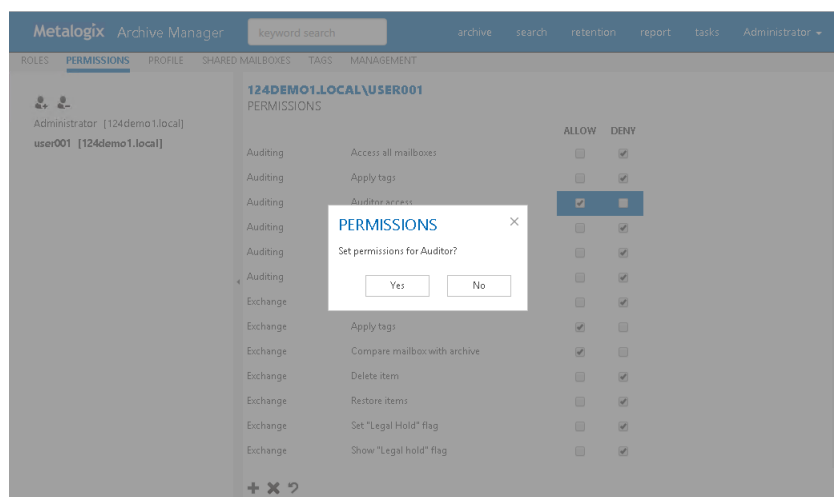 Metalogix Archive Manager keyword search archive search retention report tasks Administrator
ROLES PERMISSIONS PROFILE SHARED MAILBOXES TAGS MANAGEMENT
Administrator [124demo1.local]
user001 [124demo1.local]
124DEMO1.LOCAL\USER001
PERMISSIONS
ALLOW DENY
Auditing Access all mailboxes
Auditing Apply tags
Auditing Auditor access
Auditing
Auditing
Auditing
Exchange
Exchange Apply tags
Exchange Compare mailbox with archive
Exchange Delete item
Exchange Restore items
Exchange Set "Legal Hold" flag
Exchange Show "Legal hold" flag
PERMISSIONS
Set permissions for Auditor?
Yes No